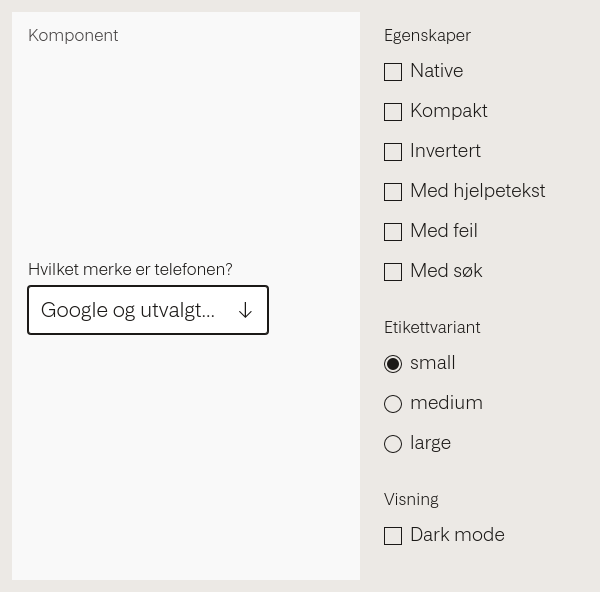 Komponent
Hvilket merke er telefonen?
Google og utvalgt...
Egenskaper
Native
Kompakt
Invertert
Med hjelpetekst
Med feil
Med søk
Etikettvariant
small
medium
large
Visning
Dark mode